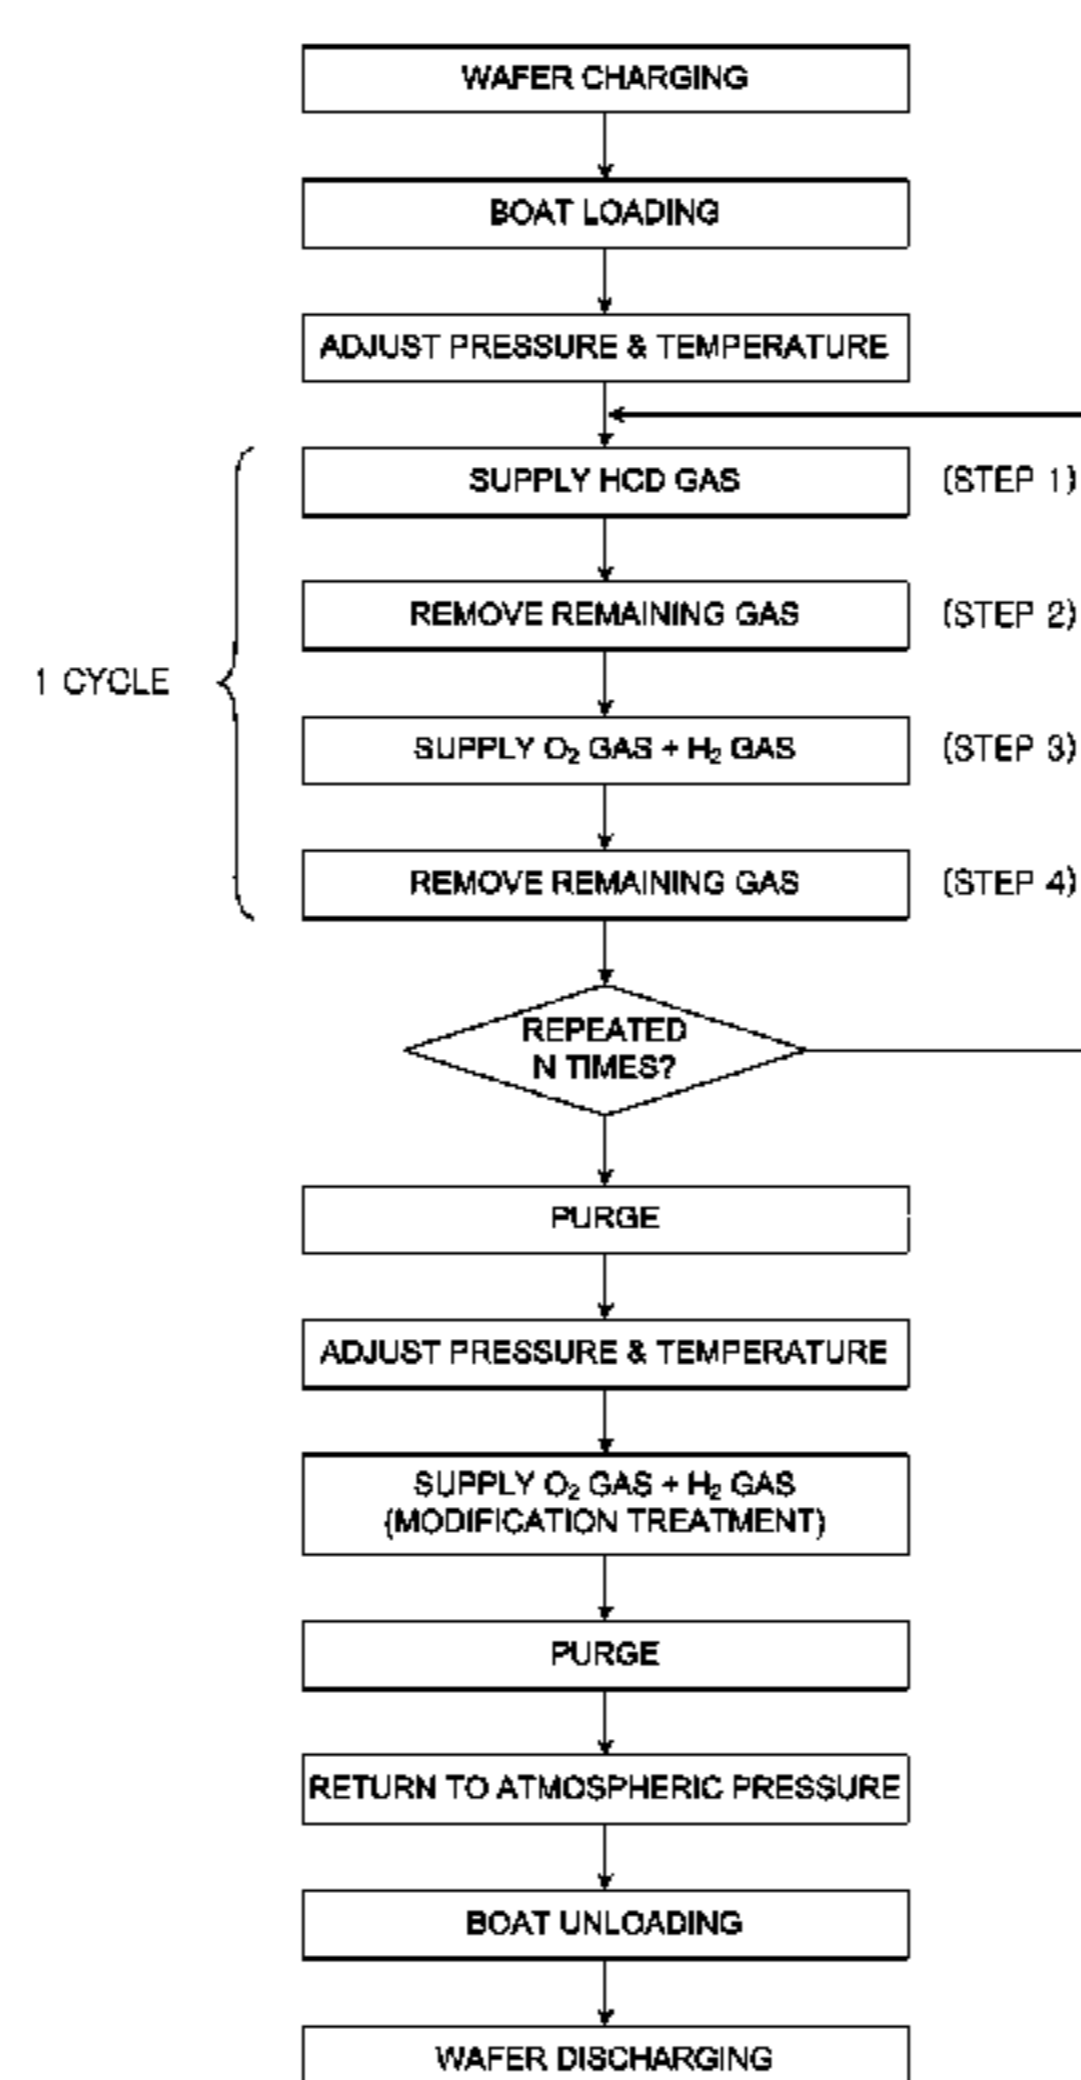 WAFER CHARGING
BOAT LOADING
ADJUST PRESSURE & TEMPERATURE
SUPPLY HCD GAS (STEP 1)
REMOVE REMAINING GAS (STEP 2)
1 CYCLE
SUPPLY O₂ GAS + H₂ GAS (STEP 3)
REMOVE REMAINING GAS (STEP 4)
REPEATED
N TIMES?
PURGE
ADJUST PRESSURE & TEMPERATURE
SUPPLY O₂ GAS + H₂ GAS
(MODIFICATION TREATMENT)
PURGE
RETURN TO ATMOSPHERIC PRESSURE
BOAT UNLOADING
WAFER DISCHARGING